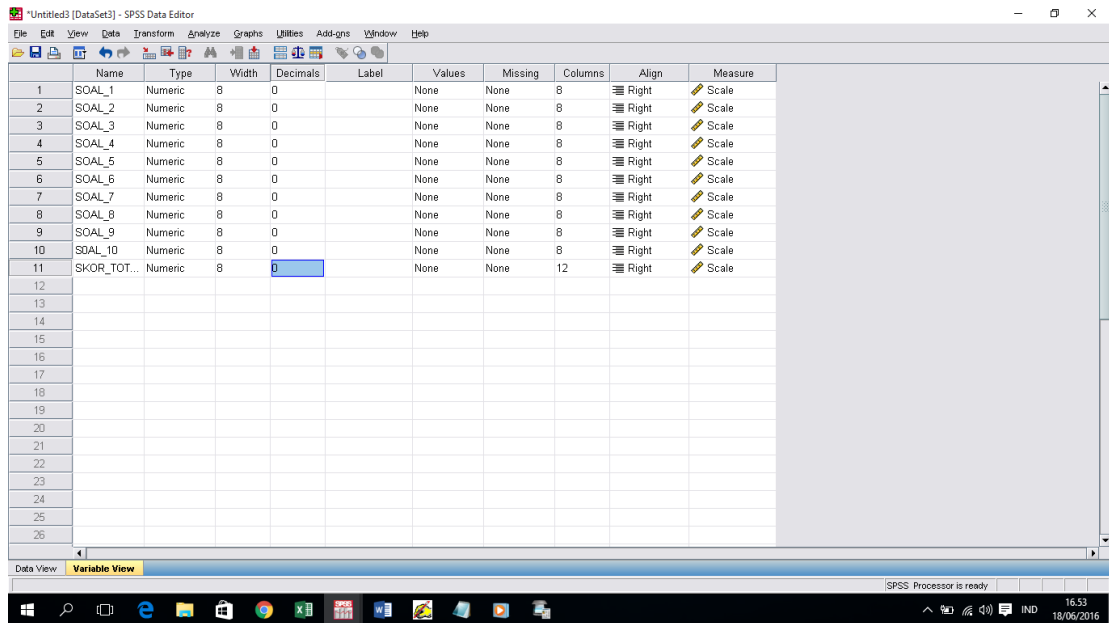 *Untitled3 [DataSet3] - SPSS Data Editor
File Edit View Data Transform Analyze Graphs Utilities Add-ons Window Help
Name Type Width Decimals Label Values Missing Columns Align Measure
1 SOAL_1 Numeric 8 0 None None 8 Right Scale
2 SOAL_2 Numeric 8 0 None None 8 Right Scale
3 SOAL_3 Numeric 8 0 None None 8 Right Scale
4 SOAL_4 Numeric 8 0 None None 8 Right Scale
5 SOAL_5 Numeric 8 0 None None 8 Right Scale
6 SOAL_6 Numeric 8 0 None None 8 Right Scale
7 SOAL_7 Numeric 8 0 None None 8 Right Scale
8 SOAL_8 Numeric 8 0 None None 8 Right Scale
9 SOAL_9 Numeric 8 0 None None 8 Right Scale
10 SOAL_10 Numeric 8 0 None None 8 Right Scale
11 SKOR_TOT... Numeric 8 0 None None 12 Right Scale
12
13
14
15
16
17
18
19
20
21
22
23
24
25
26
Data View Variable View
SPSS Processor is ready
IND 16.53
18/06/2016